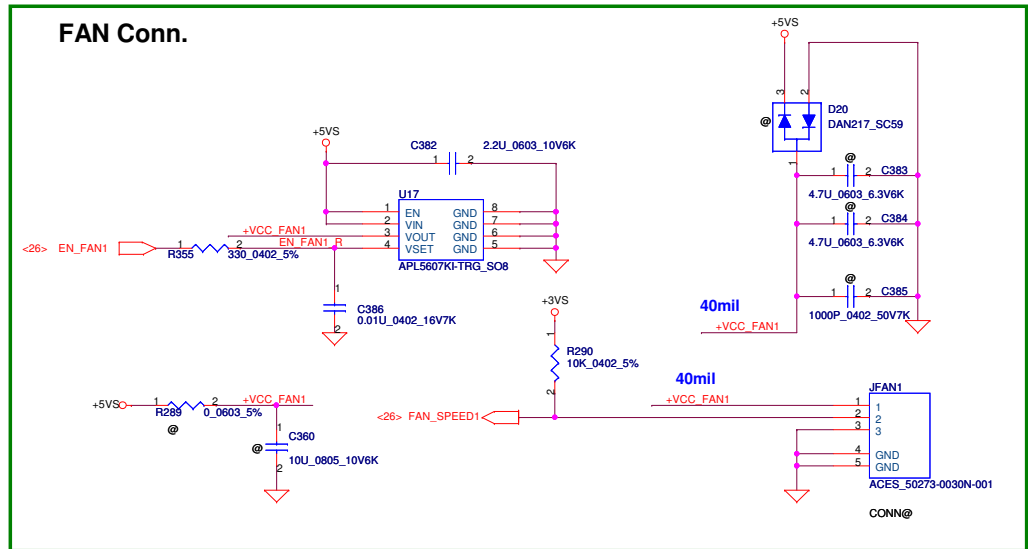 FAN Conn.
+5VS
3
2
D20
DAN217_SC59
@
1
+5VS
C382
2.2U_0603_10V6K
1
2
@
1
2
C383
4.7U_0603_6.3V6K
@
1
2
C384
4.7U_0603_6.3V6K
@
1
2
C385
1000P_0402_50V7K
U17
1
EN
GND
8
2
VIN
GND
7
+VCC_FAN1
3
VOUT
GND
6
EN_FAN1_R
4
VSET
GND
5
APL5607KI-TRG_SO8
<26> EN_FAN1
1
2
R355
330_0402_5%
1
C386
0.01U_0402_16V7K
2
40mil
+VCC_FAN1
+3VS
1
R290
10K_0402_5%
2
40mil
+VCC_FAN1
<26> FAN_SPEED1
JFAN1
1
1
2
2
3
3
4
GND
5
GND
ACES_50273-0030N-001
CONN@
+5VS
1
2
+VCC_FAN1
R289
0_0603_5%
@
1
C360
@
10U_0805_10V6K
2